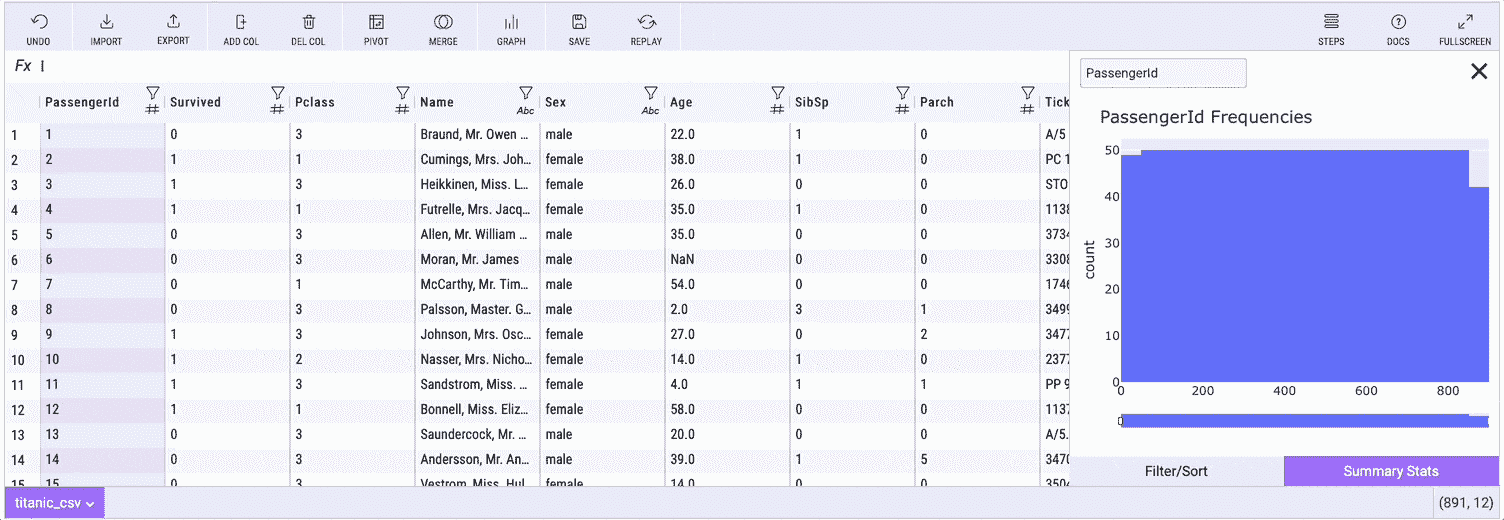 UNDO IMPORT EXPORT ADD COL DEL COL PIVOT MERGE GRAPH SAVE REPLAY STEPS DOCS FULLSCREEN
Fx
PassengerId
PassengerId # Survived # Pclass # Name Abc Sex Abc Age # SibSp # Parch # Tick
1 1 0 3 Braund, Mr. Owen ... male 22.0 1 0 A/5
2 2 1 1 Cumings, Mrs. Joh... female 38.0 1 0 PC 1
3 3 1 3 Heikkinen, Miss. L... female 26.0 0 0 STO
4 4 1 1 Futrelle, Mrs. Jacq... female 35.0 1 0 1138
5 5 0 3 Allen, Mr. William ... male 35.0 0 0 3734
6 6 0 3 Moran, Mr. James male NaN 0 0 3308
7 7 0 1 McCarthy, Mr. Tim... male 54.0 0 0 1746
8 8 0 3 Palsson, Master. G... male 2.0 3 1 3499
9 9 1 3 Johnson, Mrs. Osc... female 27.0 0 2 3477
10 10 1 2 Nasser, Mrs. Nicho... female 14.0 1 0 2377
11 11 1 3 Sandstrom, Miss. ... female 4.0 1 1 PP 9
12 12 1 1 Bonnell, Miss. Eliz... female 58.0 0 0 1137
13 13 0 3 Saundercock, Mr. ... male 20.0 0 0 A/5.
14 14 0 3 Andersson, Mr. An... male 39.0 1 5 3470
15 15 0 3 Vestrom, Miss. Hul... female 14.0 0 0 3504
PassengerId Frequencies
50
40
30
20
10
0
count
0 200 400 600 800
Filter/Sort Summary Stats
titanic_csv (891, 12)